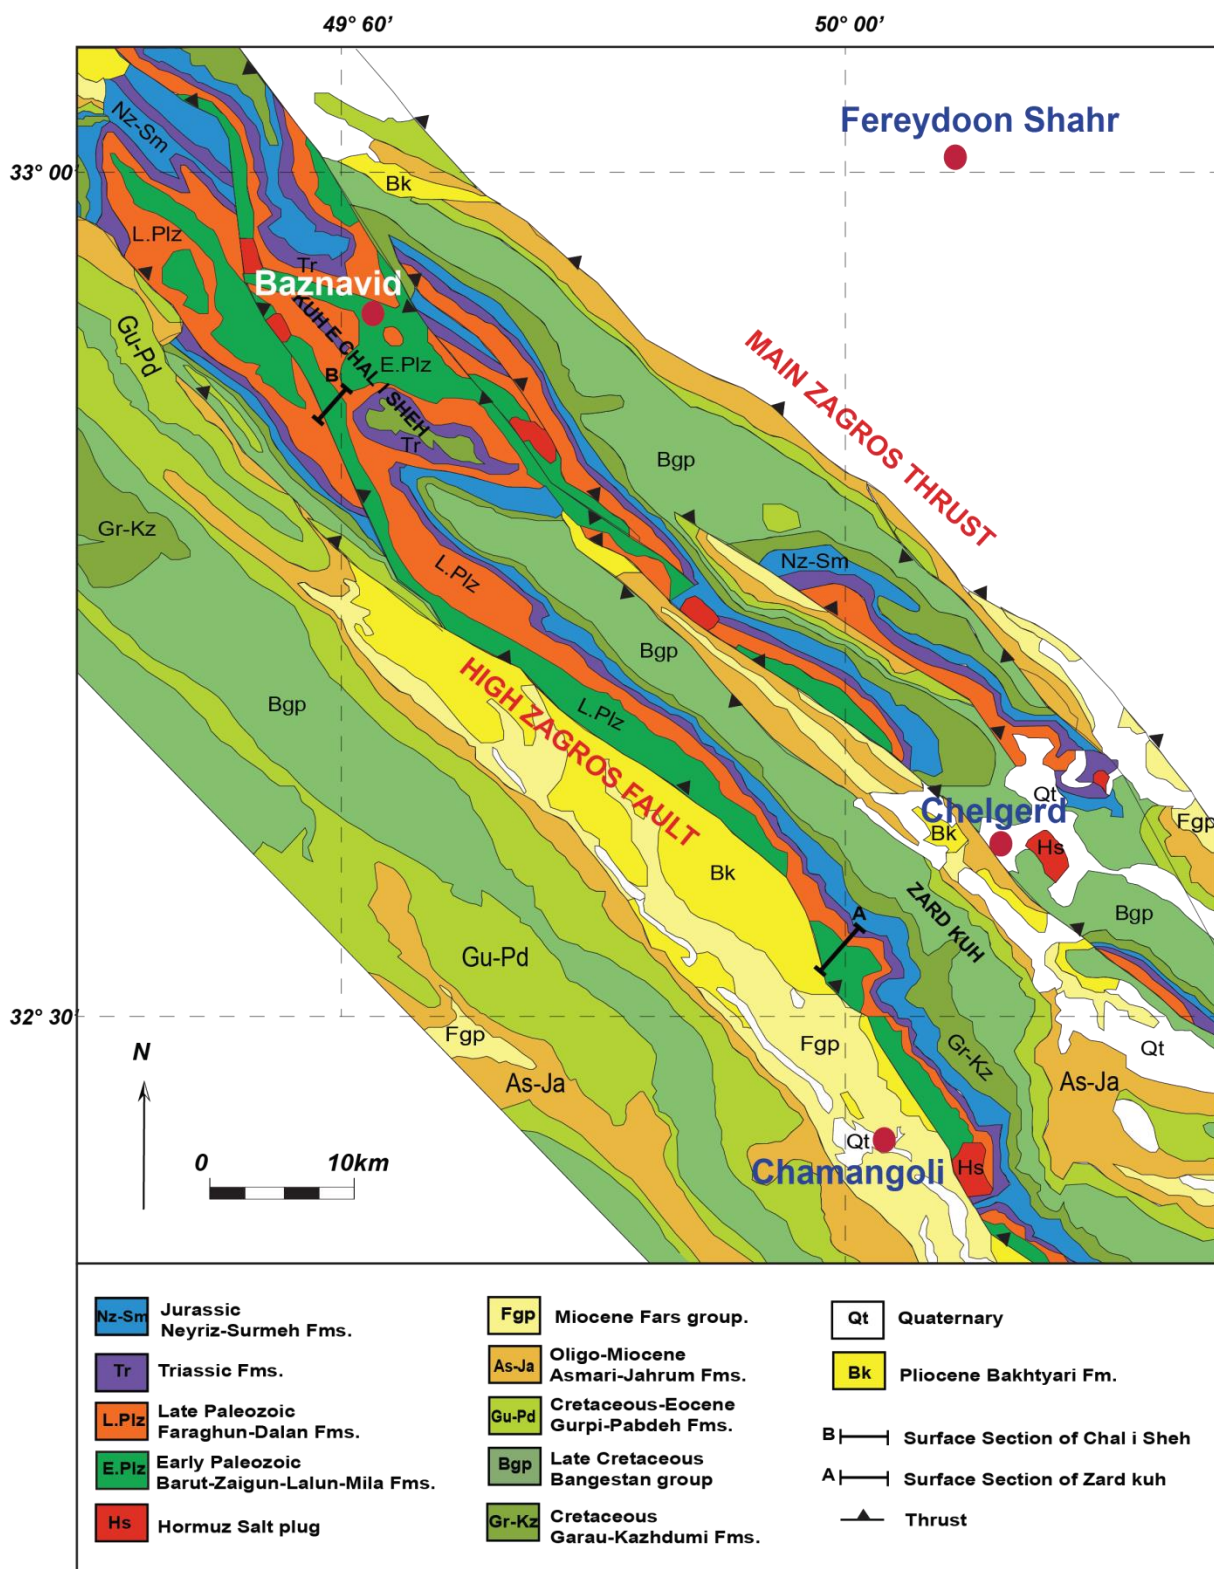 49° 60’
50° 00’
Fereydoon Shahr
33° 00’
Nz-Sm
Bk
L.Plz
Tr
Baznavid
KUH E CHAL I SHEH
Gu-Pd
E.Plz
B
MAIN ZAGROS THRUST
Tr
Bgp
Gr-Kz
Nz-Sm
L.Plz
Bgp
Bgp
HIGH ZAGROS FAULT
L.Plz
Qt
Chelgerd
Bk
Fgp
Hs
Bk
A
ZARD KUH
Bgp
Gu-Pd
32° 30’
Fgp
Fgp
Gr-Kz
Qt
N
As-Ja
As-Ja
Qt
0
10km
Chamangoli
Hs
Nz-Sm
Jurassic
Neyriz-Surmeh Fms.
Tr
Triassic Fms.
L.Plz
Late Paleozoic
Faraghun-Dalan Fms.
E.Plz
Early Paleozoic
Barut-Zaigun-Lalun-Mila Fms.
Hs
Hormuz Salt plug
Fgp
Miocene Fars group.
As-Ja
Oligo-Miocene
Asmari-Jahrum Fms.
Gu-Pd
Cretaceous-Eocene
Gurpi-Pabdeh Fms.
Bgp
Late Cretaceous
Bangestan group
Gr-Kz
Cretaceous
Garau-Kazhdumi Fms.
Qt
Quaternary
Bk
Pliocene Bakhtyari Fm.
B
Surface Section of Chal i Sheh
A
Surface Section of Zard kuh
Thrust